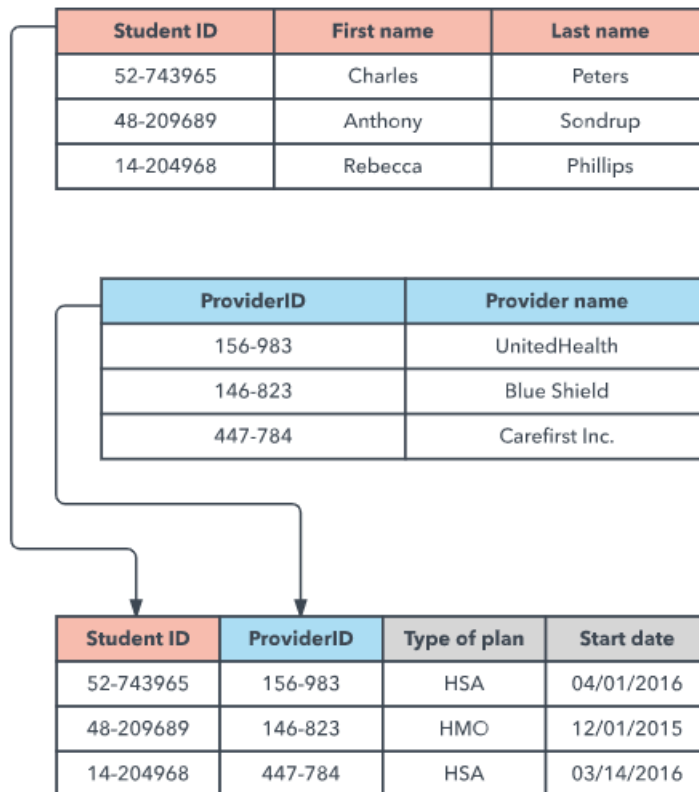 Student ID First name Last name
52-743965 Charles Peters
48-209689 Anthony Sondrup
14-204968 Rebecca Phillips
ProviderID Provider name
156-983 UnitedHealth
146-823 Blue Shield
447-784 Carefirst Inc.
Student ID ProviderID Type of plan Start date
52-743965 156-983 HSA 04/01/2016
48-209689 146-823 HMO 12/01/2015
14-204968 447-784 HSA 03/14/2016